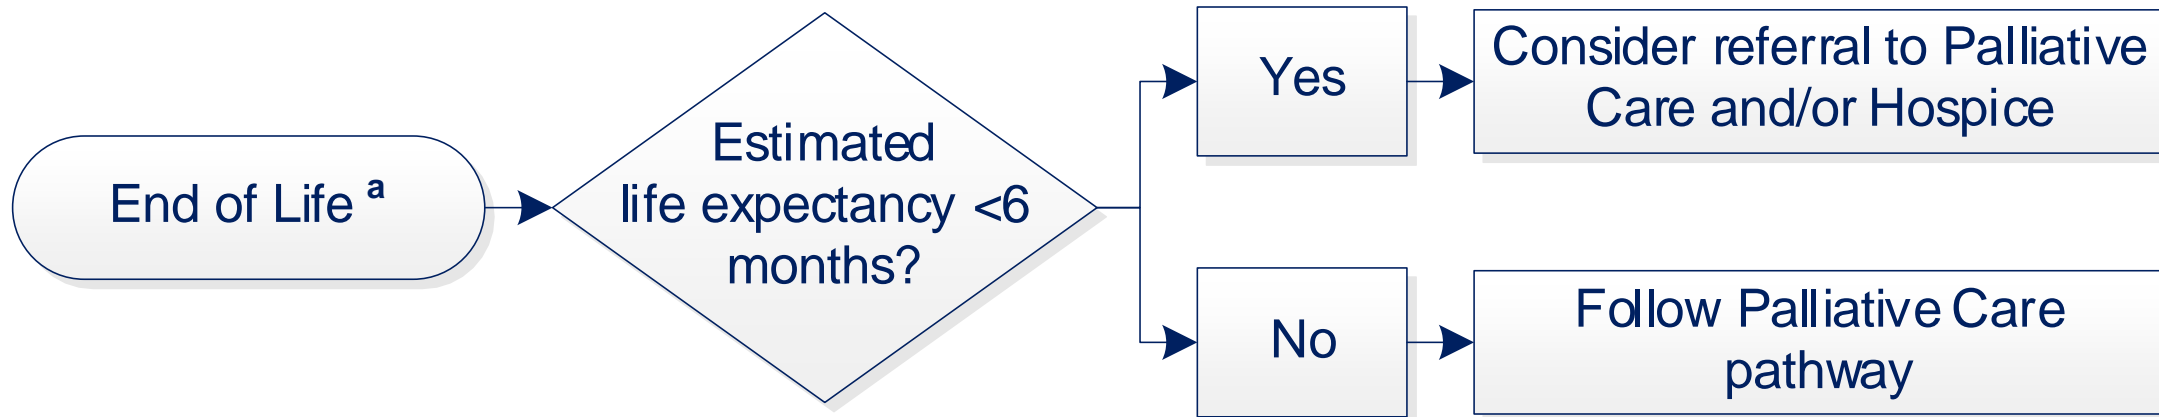 End of Life a
Estimated
life expectancy <6
months?
Yes
Consider referral to Palliative
Care and/or Hospice
No
Follow Palliative Care
pathway